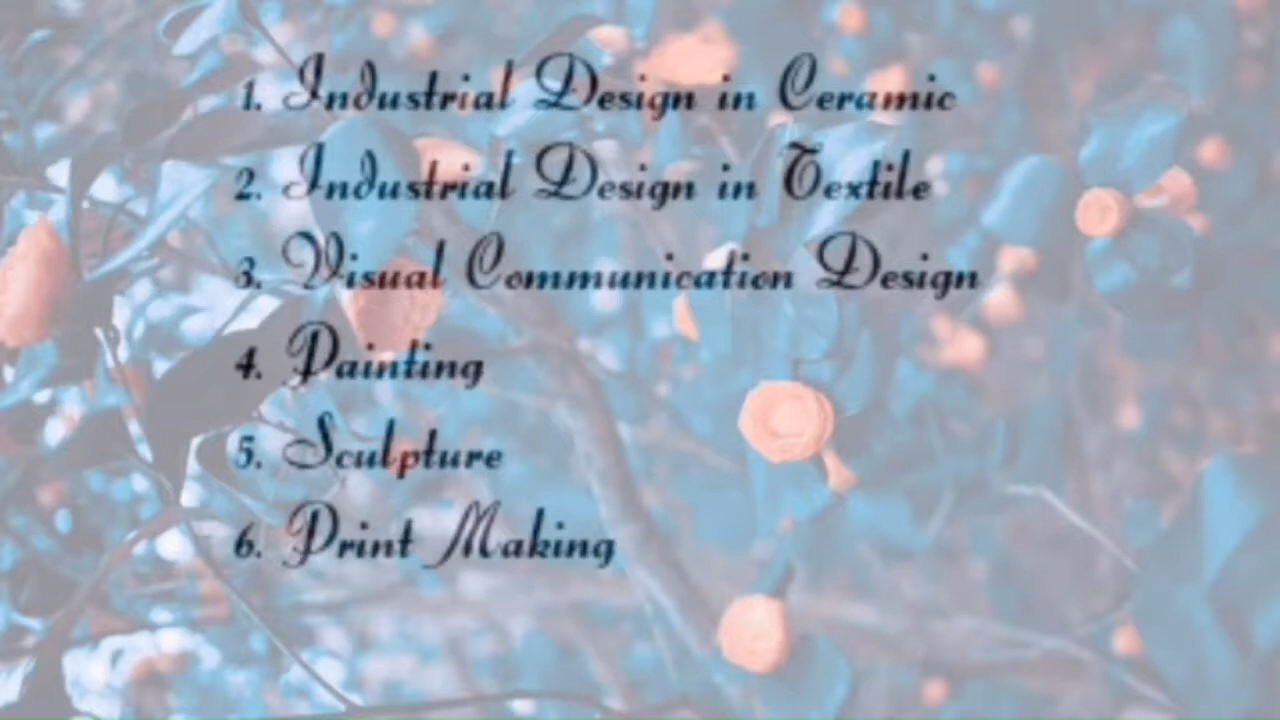 1. Industrial Design in Ceramic
2. Industrial Design in Textile
3. Visual Communication Design
4. Painting
5. Sculpture
6. Print Making